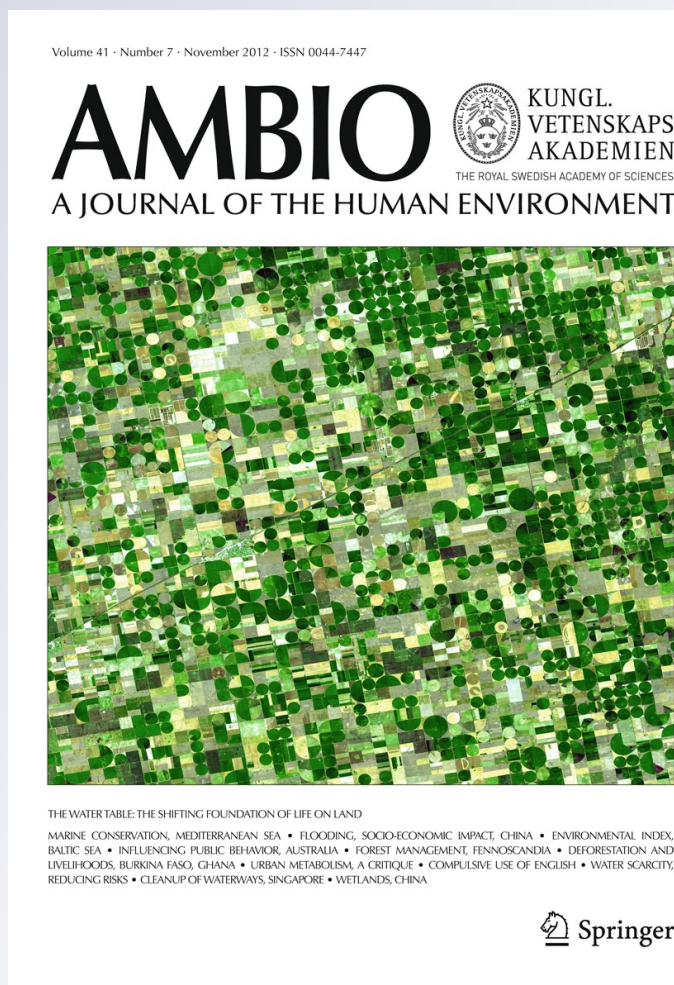 Volume 41 · Number 7 · November 2012 · ISSN 0044-7447
AMBIO
KUNGL.
VETENSKAPS
AKADEMIEN
THE ROYAL SWEDISH ACADEMY OF SCIENCES
A JOURNAL OF THE HUMAN ENVIRONMENT
THE WATER TABLE: THE SHIFTING FOUNDATION OF LIFE ON LAND
MARINE CONSERVATION, MEDITERRANEAN SEA • FLOODING, SOCIO-ECONOMIC IMPACT, CHINA • ENVIRONMENTAL INDEX,
BALTIC SEA • INFLUENCING PUBLIC BEHAVIOR, AUSTRALIA • FOREST MANAGEMENT, FENNOSCANDIA • DEFORESTATION AND
LIVELIHOODS, BURKINA FASO, GHANA • URBAN METABOLISM, A CRITIQUE • COMPULSIVE USE OF ENGLISH • WATER SCARCITY,
REDUCING RISKS • CLEANUP OF WATERWAYS, SINGAPORE • WETLANDS, CHINA
Springer